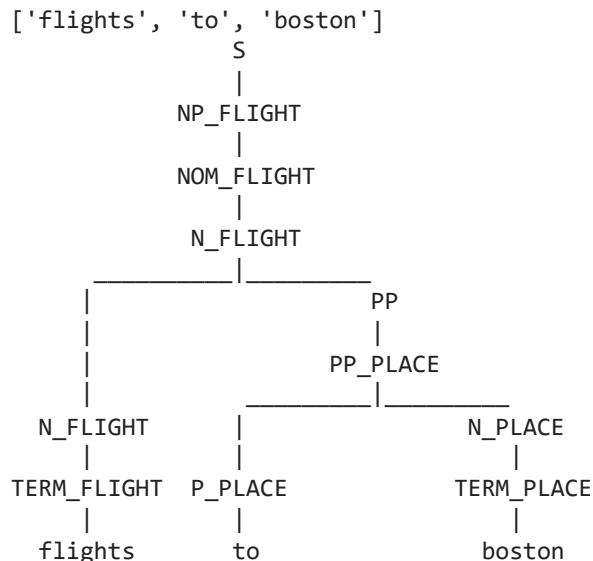 ['flights', 'to', 'boston']
S
NP_FLIGHT
NOM_FLIGHT
N_FLIGHT
PP
PP_PLACE
N_FLIGHT N_PLACE
TERM_FLIGHT P_PLACE TERM_PLACE
flights to boston